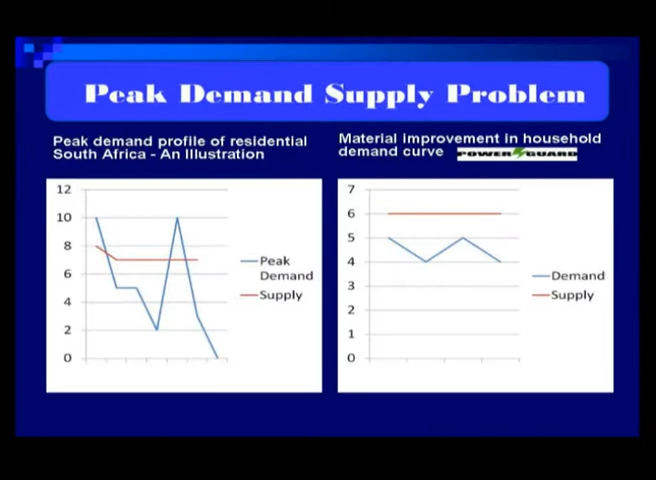 Peak Demand Supply Problem
Peak demand profile of residential
South Africa - An Illustration
Material improvement in household
demand curve POWER GUARD
12
10
8
6
4
2
0
Peak
Demand
Supply
7
6
5
4
3
2
1
0
Demand
Supply